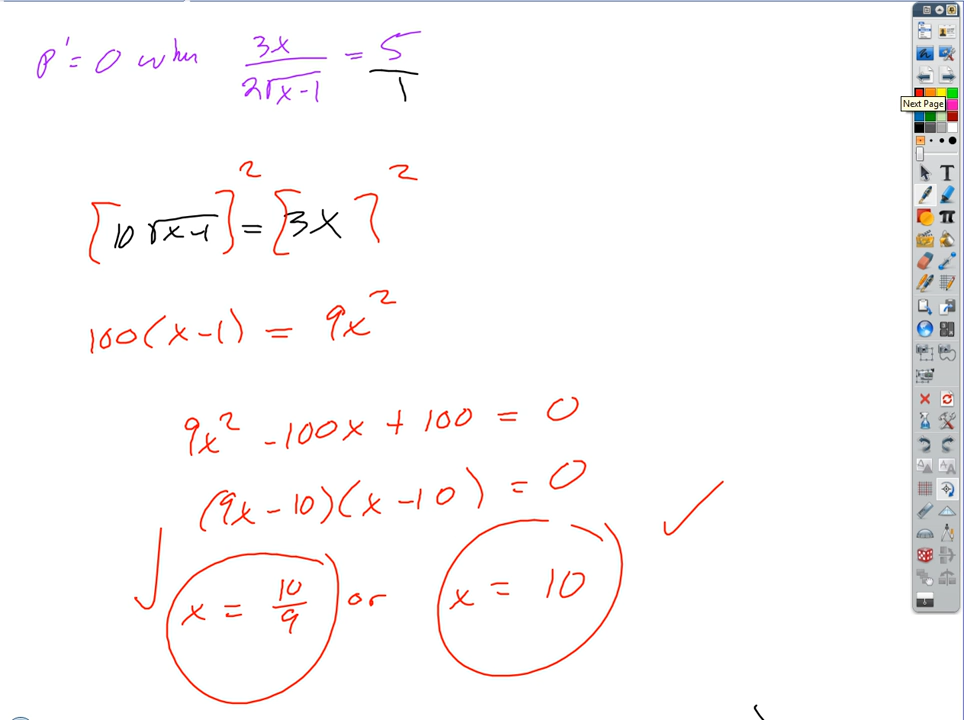 P' = 0 when 3x / 2√x-1 = 5 / 1
[10√x-1]² = [3x]²
100(x-1) = 9x²
9x² - 100x + 100 = 0
(9x-10)(x-10) = 0
x = 10/9 or x = 10
Next Page
T
π